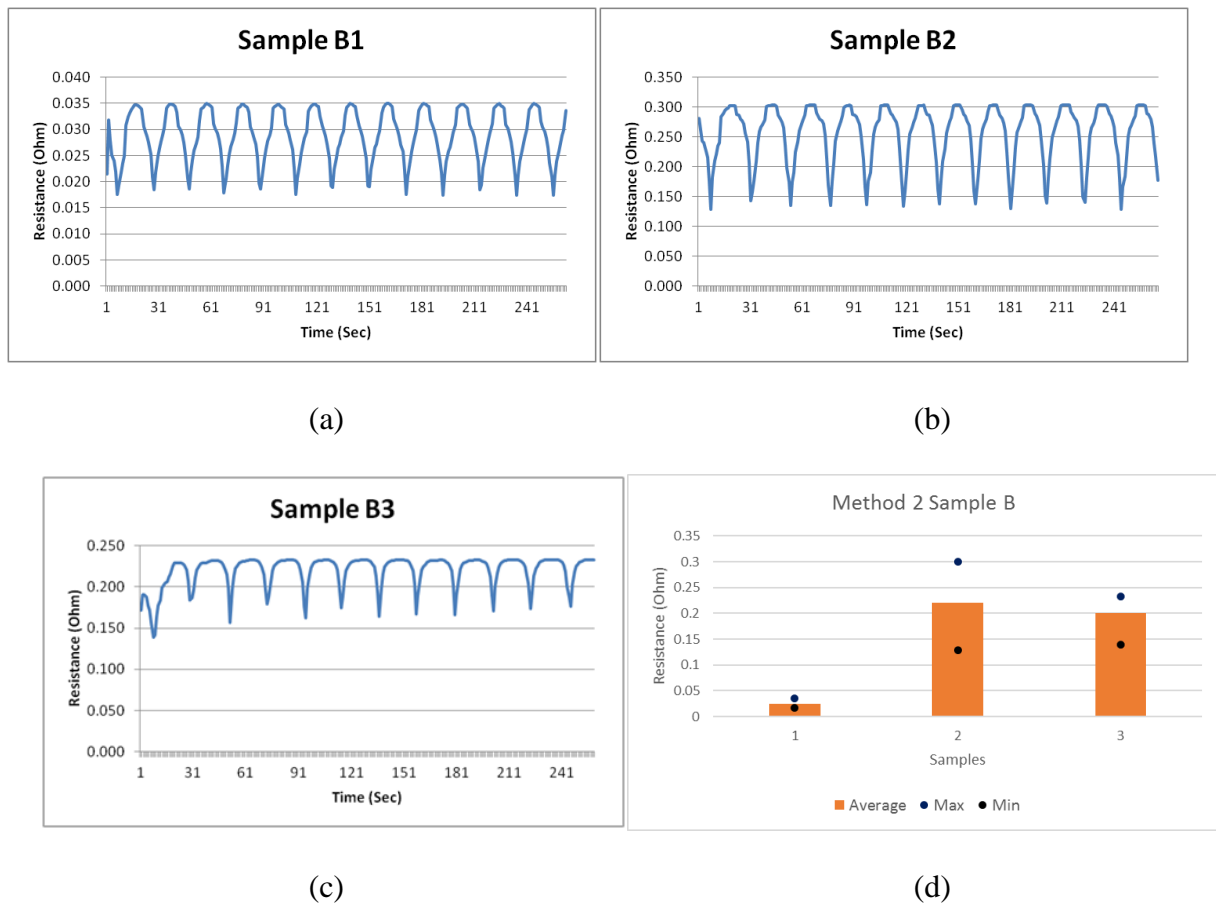 Sample B1
0.040
0.035
0.030
0.025
0.020
0.015
0.010
0.005
0.000
Resistance (Ohm)
1 31 61 91 121 151 181 211 241
Time (Sec)
(a)
Sample B2
0.350
0.300
0.250
0.200
0.150
0.100
0.050
0.000
Resistance (Ohm)
1 31 61 91 121 151 181 211 241
Time (Sec)
(b)
Sample B3
0.250
0.200
0.150
0.100
0.050
0.000
Resistance (Ohm)
1 31 61 91 121 151 181 211 241
Time (Sec)
(c)
Method 2 Sample B
0.35
0.3
0.25
0.2
0.15
0.1
0.05
0
Resistance (Ohm)
1 2 3
Samples
Average Max Min
(d)